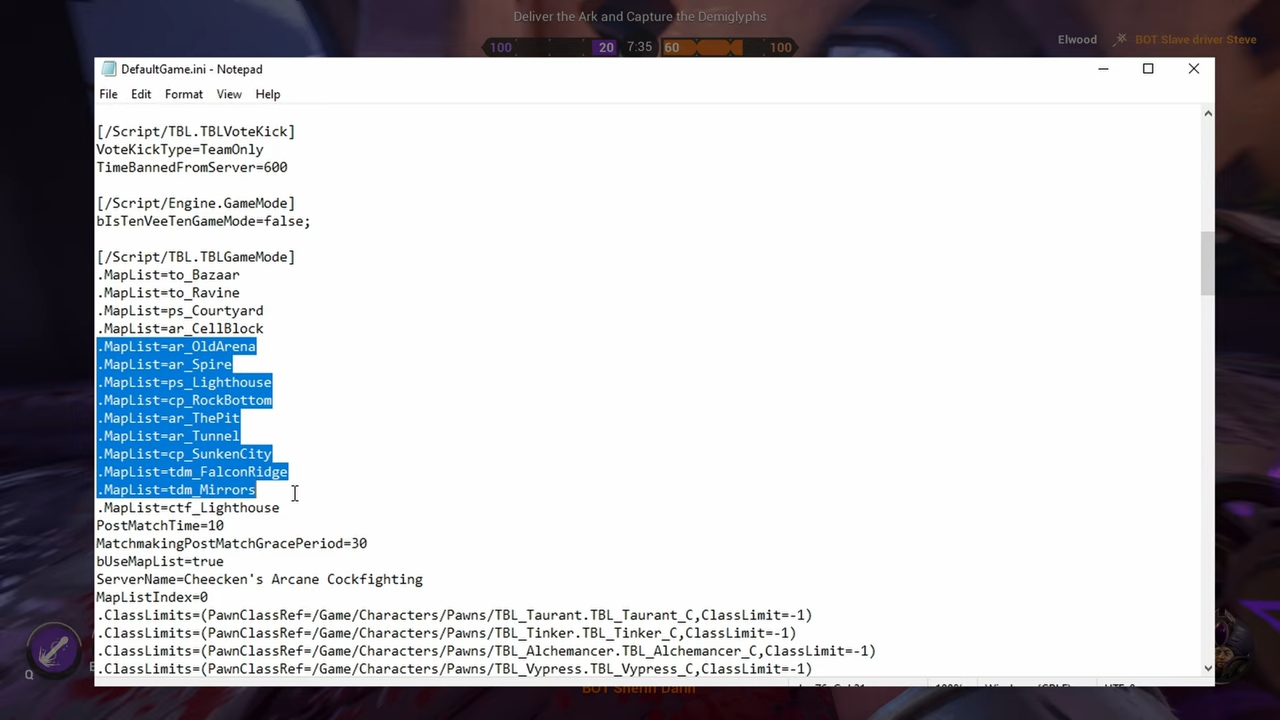 Deliver the Ark and Capture the Demiglyphs
100 20 7:35 60 100
Elwood BOT Slave driver Steve
DefaultGame.ini - Notepad
File Edit Format View Help
[/Script/TBL.TBLVoteKick]
VoteKickType=TeamOnly
TimeBannedFromServer=600
[/Script/Engine.GameMode]
bIsTenVeeTenGameMode=false;
[/Script/TBL.TBLGameMode]
.MapList=to_Bazaar
.MapList=to_Ravine
.MapList=ps_Courtyard
.MapList=ar_CellBlock
.MapList=ar_OldArena
.MapList=ar_Spire
.MapList=ps_Lighthouse
.MapList=cp_RockBottom
.MapList=ar_ThePit
.MapList=ar_Tunnel
.MapList=cp_SunkenCity
.MapList=tdm_FalconRidge
.MapList=tdm_Mirrors
.MapList=ctf_Lighthouse
PostMatchTime=10
MatchmakingPostMatchGracePeriod=30
bUseMapList=true
ServerName=Cheecken's Arcane Cockfighting
MapListIndex=0
.ClassLimits=(PawnClassRef=/Game/Characters/Pawns/TBL_Taurant.TBL_Taurant_C,ClassLimit=-1)
.ClassLimits=(PawnClassRef=/Game/Characters/Pawns/TBL_Tinker.TBL_Tinker_C,ClassLimit=-1)
.ClassLimits=(PawnClassRef=/Game/Characters/Pawns/TBL_Alchemancer.TBL_Alchemancer_C,ClassLimit=-1)
.ClassLimits=(PawnClassRef=/Game/Characters/Pawns/TBL_Vypress.TBL_Vypress_C,ClassLimit=-1)
Q